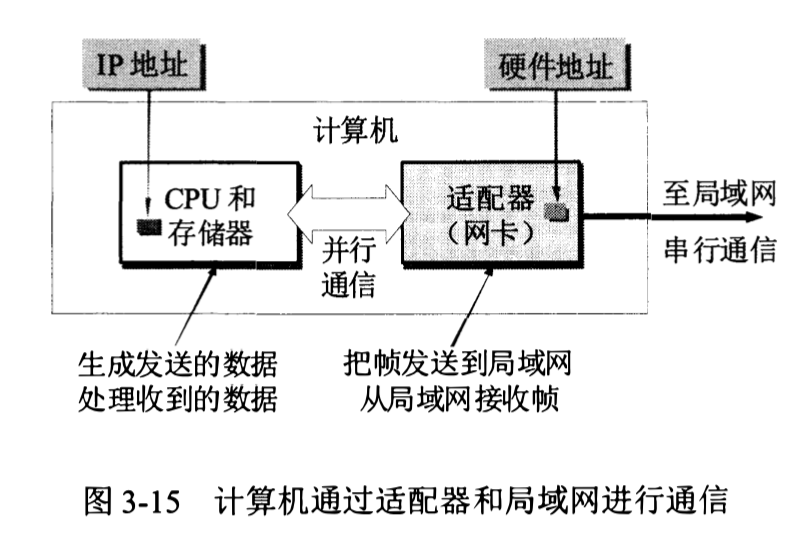 IP 地址
硬件地址
计算机
CPU 和
存储器
适配器
（网卡）
并行
通信
至局域网
串行通信
生成发送的数据
处理收到的数据
把帧发送到局域网
从局域网接收帧
图 3-15 计算机通过适配器和局域网进行通信